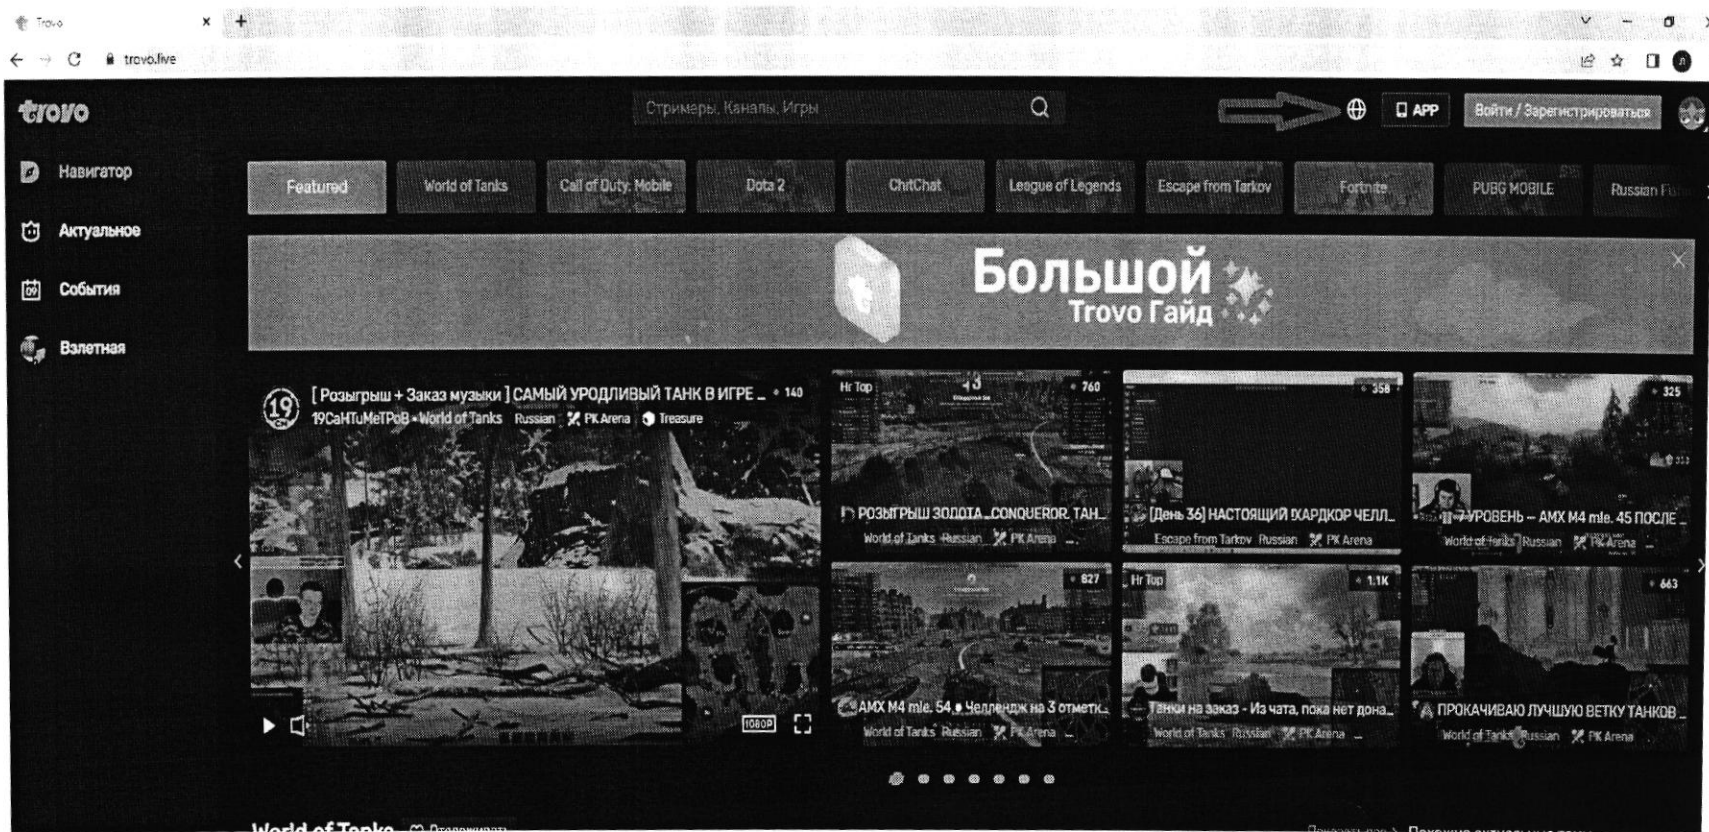 Trovo
trovo.live
trovo
Стримеры, Каналы, Игры
APP
Войти / Зарегистрироваться
Навигатор
Актуальное
События
Взлетная
Featured
World of Tanks
Call of Duty: Mobile
Dota 2
ChitChat
League of Legends
Escape from Tarkov
Fortnite
PUBG MOBILE
Russian
Большой
Trovo Гайд
19
[ Розыгрыш + Заказ музыки ] САМЫЙ УРОДЛИВЫЙ ТАНК В ИГРЕ
140
19CaHTuMeTPoB • World of Tanks Russian PK Arena Treasure
1080P
Hr Top
760
РОЗЫГРЫШ ЗОЛОТА
CONQUEROR. ТАН...
World of Tanks Russian PK Arena
358
[День 36] НАСТОЯЩИЙ ХАРДКОР ЧЕЛЛ...
Escape from Tarkov Russian PK Arena
325
УРОВЕНЬ — AMX M4 mle. 45 ПОСЛЕ ...
World of Tanks Russian PK Arena
827
AMX M4 mle. 54 • Челлендж на 3 отметк...
World of Tanks Russian PK Arena
Hr Top
1.1K
Танки на заказ - Из чата, пока нет дона...
World of Tanks Russian PK Arena
663
ПРОКАЧИВАЮ ЛУЧШУЮ ВЕТКУ ТАНКОВ ...
World of Tanks Russian PK Arena
World of Tanks